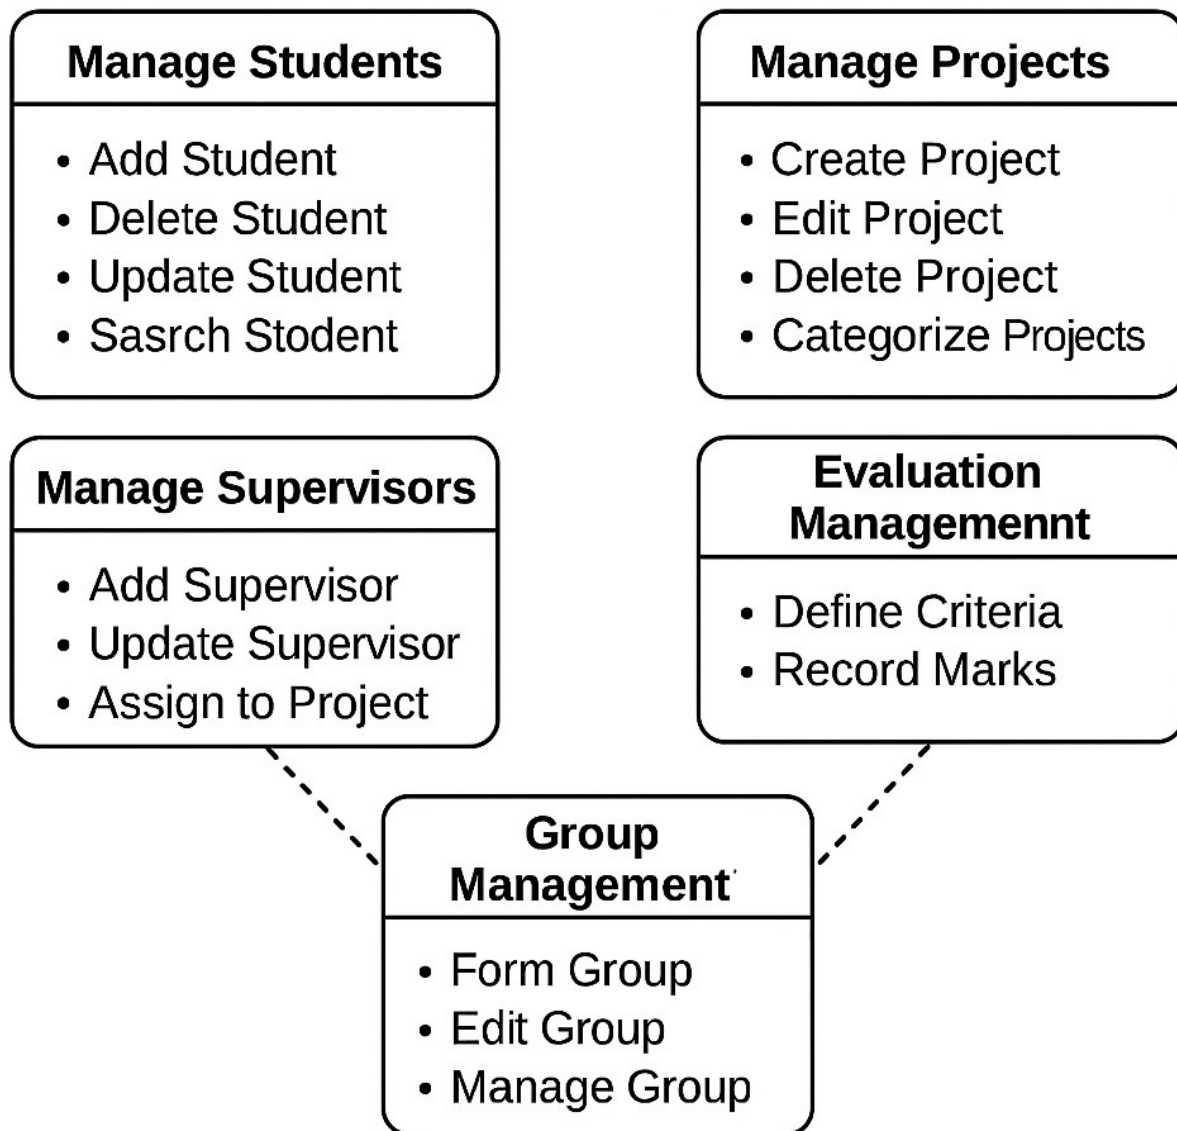 Manage Students
• Add Student
• Delete Student
• Update Student
• Sasrch Stodent
Manage Projects
• Create Project
• Edit Project
• Delete Project
• Categorize Projects
Manage Supervisors
• Add Supervisor
• Update Supervisor
• Assign to Project
Evaluation
Managemennt
• Define Criteria
• Record Marks
Group
Management
• Form Group
• Edit Group
• Manage Group